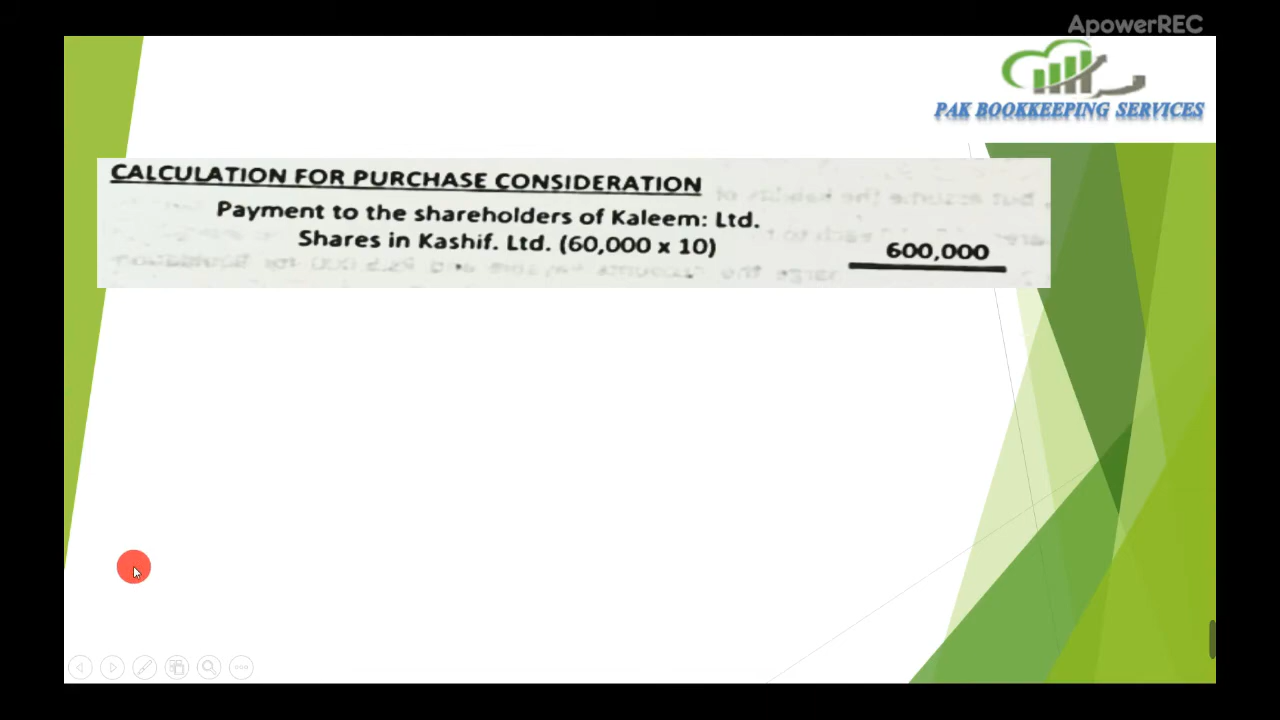 ApowerREC
PAK BOOKKEEPING SERVICES
CALCULATION FOR PURCHASE CONSIDERATION
Payment to the shareholders of Kaleem: Ltd.
Shares in Kashif. Ltd. (60,000 x 10) 600,000